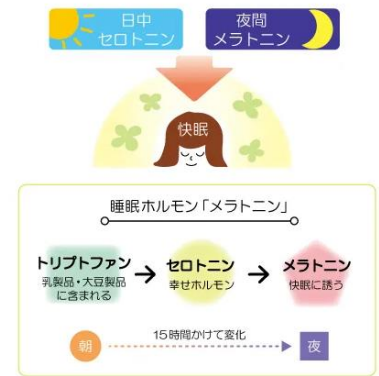 日中
セロトニン
夜間
メラトニン
快眠
睡眠ホルモン「メラトニン」
トリプトファン
乳製品・大豆製品
に含まれる
セロトニン
幸せホルモン
メラトニン
快眠に誘う
15時間かけて変化
朝
夜